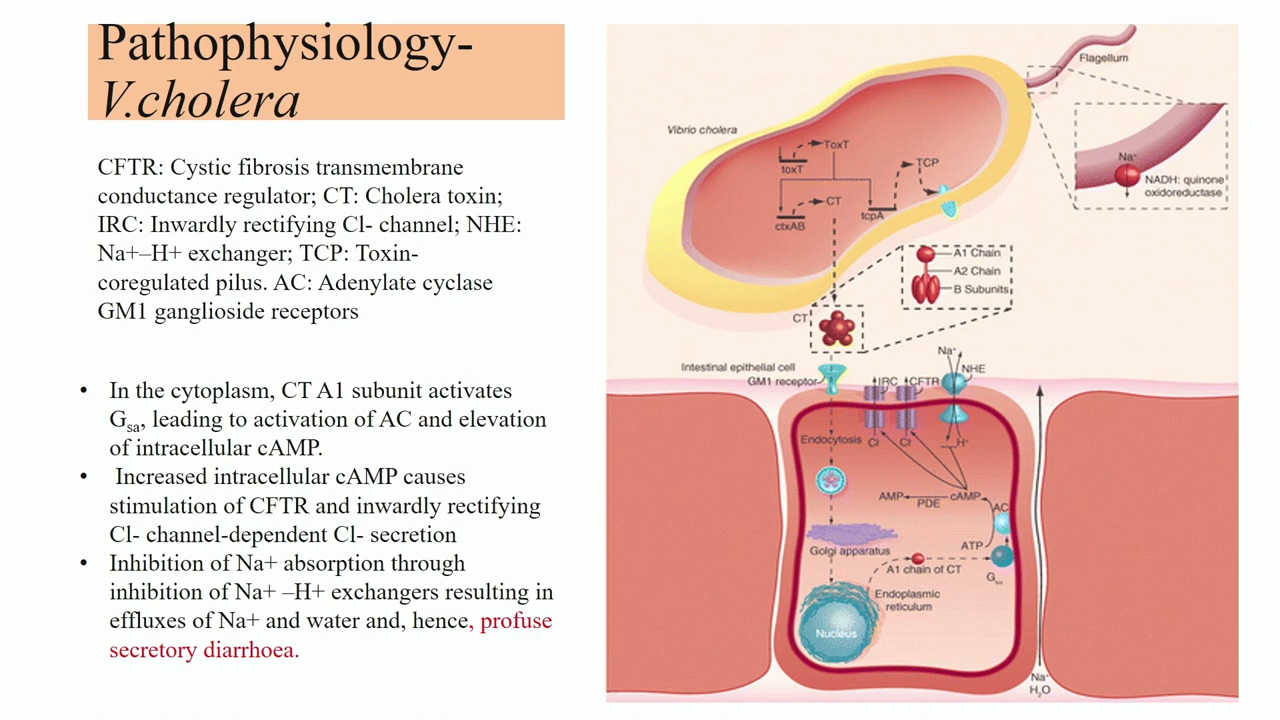 Pathophysiology-
V.cholera
CFTR: Cystic fibrosis transmembrane
conductance regulator; CT: Cholera toxin;
IRC: Inwardly rectifying Cl- channel; NHE:
Na+–H+ exchanger; TCP: Toxin-
coregulated pilus. AC: Adenylate cyclase
GM1 ganglioside receptors
• In the cytoplasm, CT A1 subunit activates
Gsa, leading to activation of AC and elevation
of intracellular cAMP.
• Increased intracellular cAMP causes
stimulation of CFTR and inwardly rectifying
Cl- channel-dependent Cl- secretion
• Inhibition of Na+ absorption through
inhibition of Na+ –H+ exchangers resulting in
effluxes of Na+ and water and, hence, profuse
secretory diarrhoea.
Flagellum
Vibrio cholera
ToxT
toxT
TCP
CT
tcpA
ctxAB
Na+
NADH: quinone
oxidoreductase
A1 Chain
A2 Chain
B Subunits
CT
Intestinal epithelial cell
GM1 receptor
IRC
CFTR
Na+
NHE
Endocytosis
Cl-
Cl-
H+
AMP
PDE
cAMP
AC
ATP
Golgi apparatus
A1 chain of CT
Gsa
Endoplasmic
reticulum
Nucleus
Na+
H2O